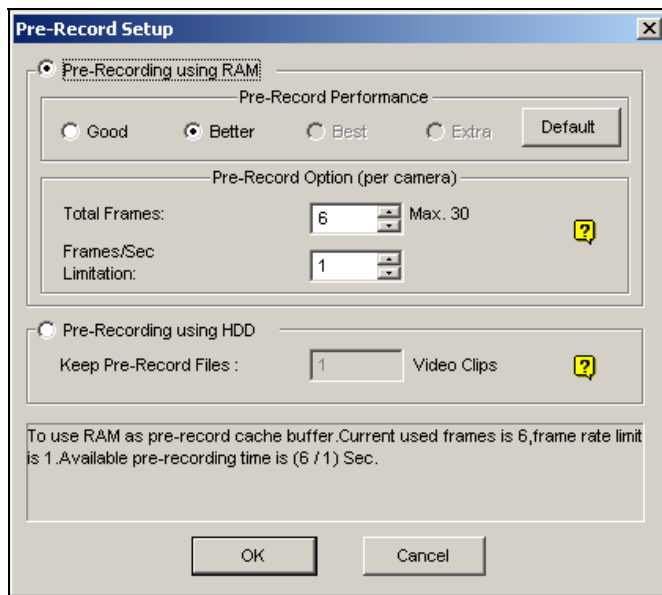 Pre-Record Setup
Pre-Recording using RAM
Pre-Record Performance
Good Better Best Extra Default
Pre-Record Option (per camera)
Total Frames: 6 Max. 30
Frames/Sec
Limitation: 1
Pre-Recording using HDD
Keep Pre-Record Files : 1 Video Clips
To use RAM as pre-record cache buffer.Current used frames is 6,frame rate limit
is 1.Available pre-recording time is (6 / 1) Sec.
OK Cancel